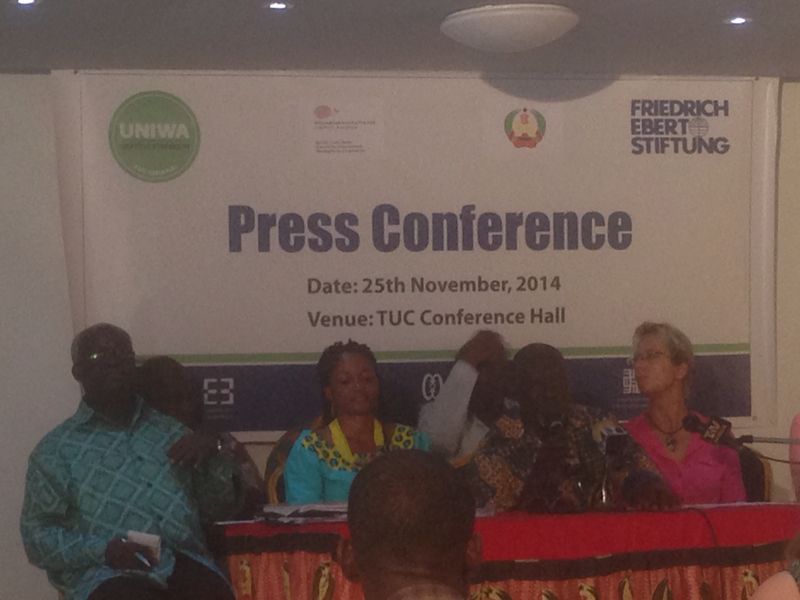 UNIWA
FRIEDRICH
EBERT
STIFTUNG
Press Conference
Date: 25th November, 2014
Venue: TUC Conference Hall